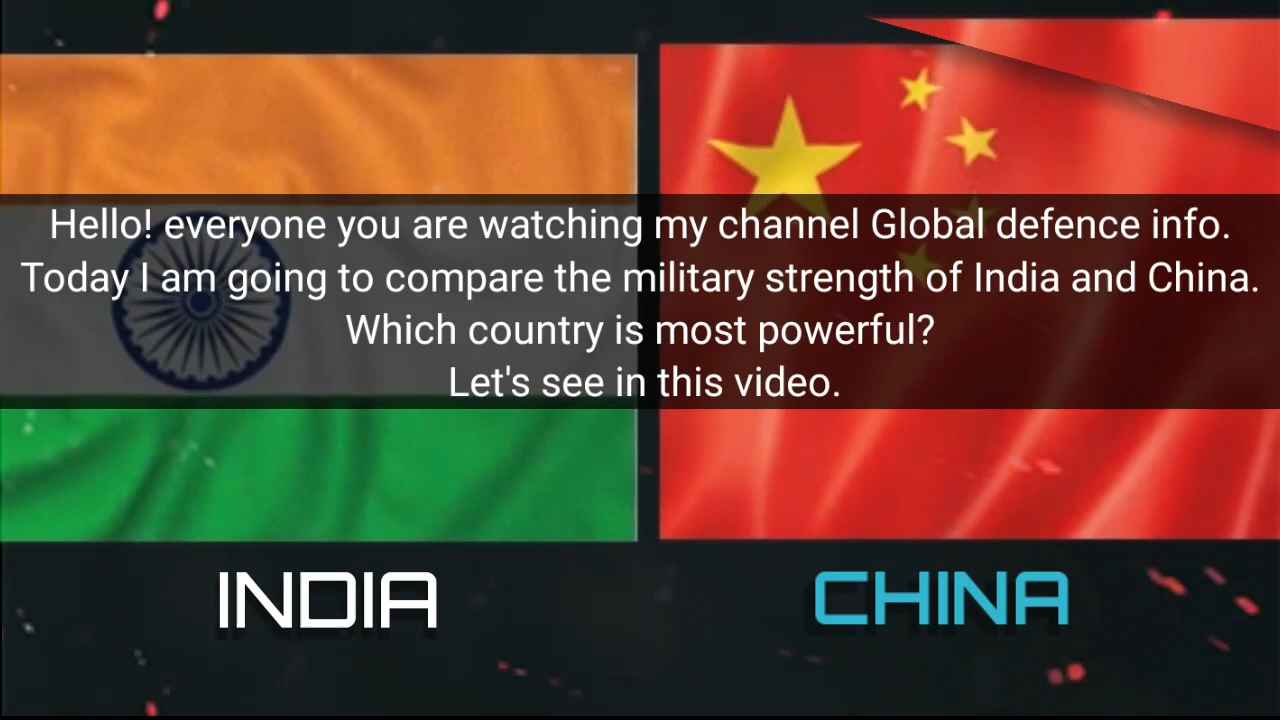 Hello! everyone you are watching my channel Global defence info.
Today I am going to compare the military strength of India and China.
Which country is most powerful?
Let's see in this video.
INDIA
CHINA